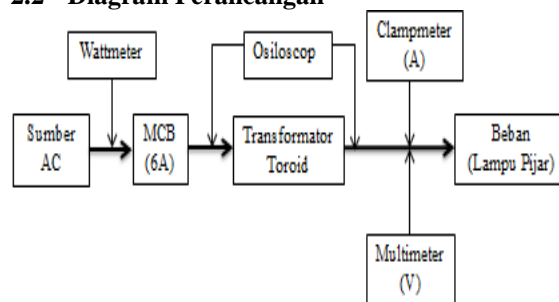 2.2 Diagram Perancangan
Clampmeter
(A)
Wattmeter
Osiloscop
Sumber
AC
MCB
(6A)
Transformator
Toroid
Beban
(Lampu Pijar)
Multimeter
(V)